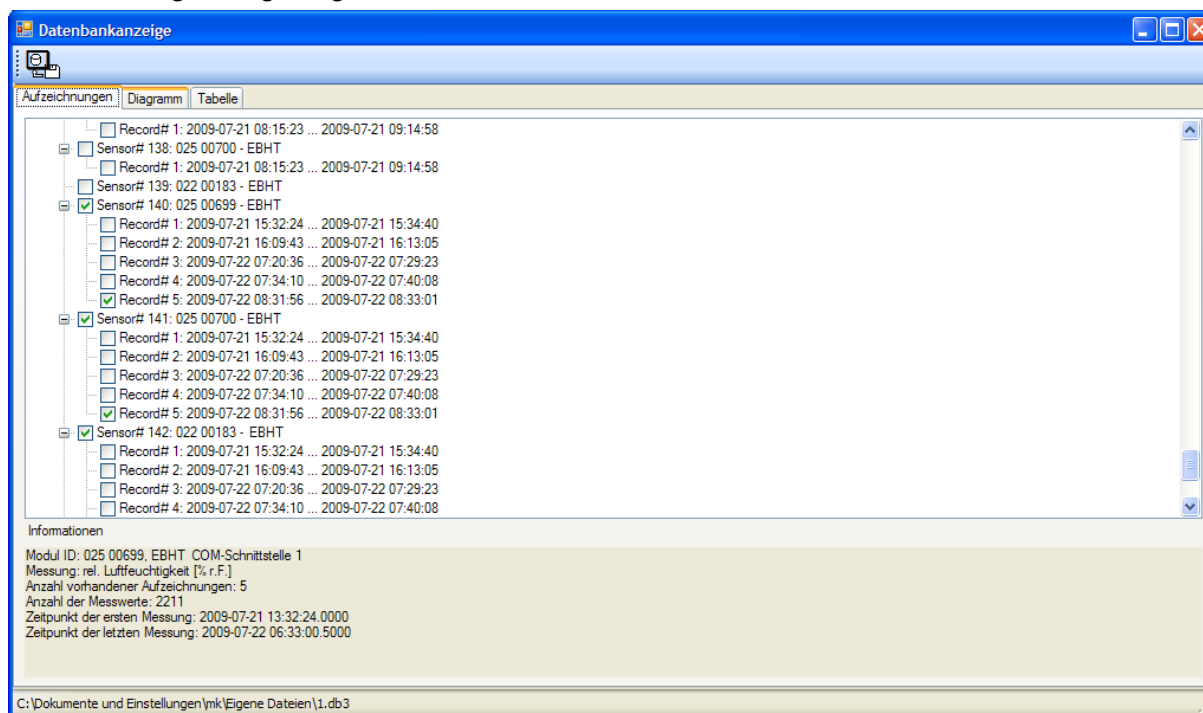 Datenbankanzeige
Aufzeichnungen Diagramm Tabelle
Record# 1: 2009-07-21 08:15:23 ... 2009-07-21 09:14:58
Sensor# 138: 025 00700 - EBHT
Record# 1: 2009-07-21 08:15:23 ... 2009-07-21 09:14:58
Sensor# 139: 022 00183 - EBHT
Sensor# 140: 025 00699 - EBHT
Record# 1: 2009-07-21 15:32:24 ... 2009-07-21 15:34:40
Record# 2: 2009-07-21 16:09:43 ... 2009-07-21 16:13:05
Record# 3: 2009-07-22 07:20:36 ... 2009-07-22 07:29:23
Record# 4: 2009-07-22 07:34:10 ... 2009-07-22 07:40:08
Record# 5: 2009-07-22 08:31:56 ... 2009-07-22 08:33:01
Sensor# 141: 025 00700 - EBHT
Record# 1: 2009-07-21 15:32:24 ... 2009-07-21 15:34:40
Record# 2: 2009-07-21 16:09:43 ... 2009-07-21 16:13:05
Record# 3: 2009-07-22 07:20:36 ... 2009-07-22 07:29:23
Record# 4: 2009-07-22 07:34:10 ... 2009-07-22 07:40:08
Record# 5: 2009-07-22 08:31:56 ... 2009-07-22 08:33:01
Sensor# 142: 022 00183 - EBHT
Record# 1: 2009-07-21 15:32:24 ... 2009-07-21 15:34:40
Record# 2: 2009-07-21 16:09:43 ... 2009-07-21 16:13:05
Record# 3: 2009-07-22 07:20:36 ... 2009-07-22 07:29:23
Record# 4: 2009-07-22 07:34:10 ... 2009-07-22 07:40:08
Informationen
Modul ID: 025 00699, EBHT COM-Schnittstelle 1
Messung: rel. Luftfeuchtigkeit [% r.F.]
Anzahl vorhandener Aufzeichnungen: 5
Anzahl der Messwerte: 2211
Zeitpunkt der ersten Messung: 2009-07-21 13:32:24.0000
Zeitpunkt der letzten Messung: 2009-07-22 06:33:00.5000
C:\Dokumente und Einstellungen\mk\Eigene Dateien\1.db3